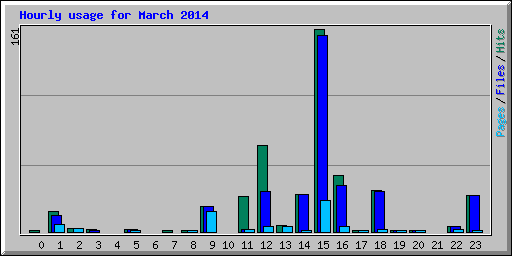 Hourly usage for March 2014
161
Pages/Files/Hits
0 1 2 3 4 5 6 7 8 9 10 11 12 13 14 15 16 17 18 19 20 21 22 23